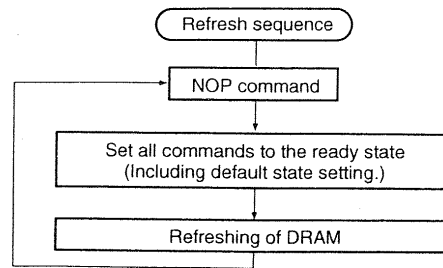 Refresh sequence
NOP command
Set all commands to the ready state
(Including default state setting.)
Refreshing of DRAM